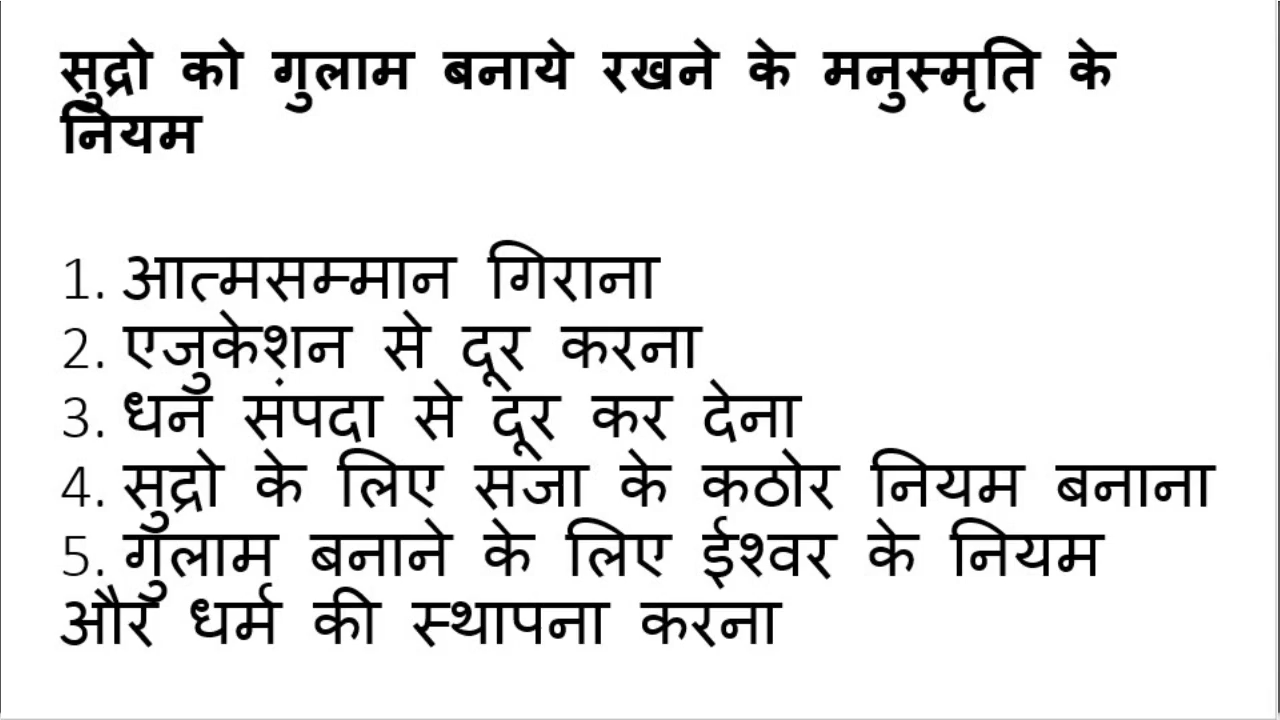 सुद्रो को गुलाम बनाये रखने के मनुस्मृति के
नियम
1. आत्मसम्मान गिराना
2. एजुकेशन से दूर करना
3. धन संपदा से दूर कर देना
4. सुद्रो के लिए सजा के कठोर नियम बनाना
5. गुलाम बनाने के लिए ईश्वर के नियम
और धर्म की स्थापना करना